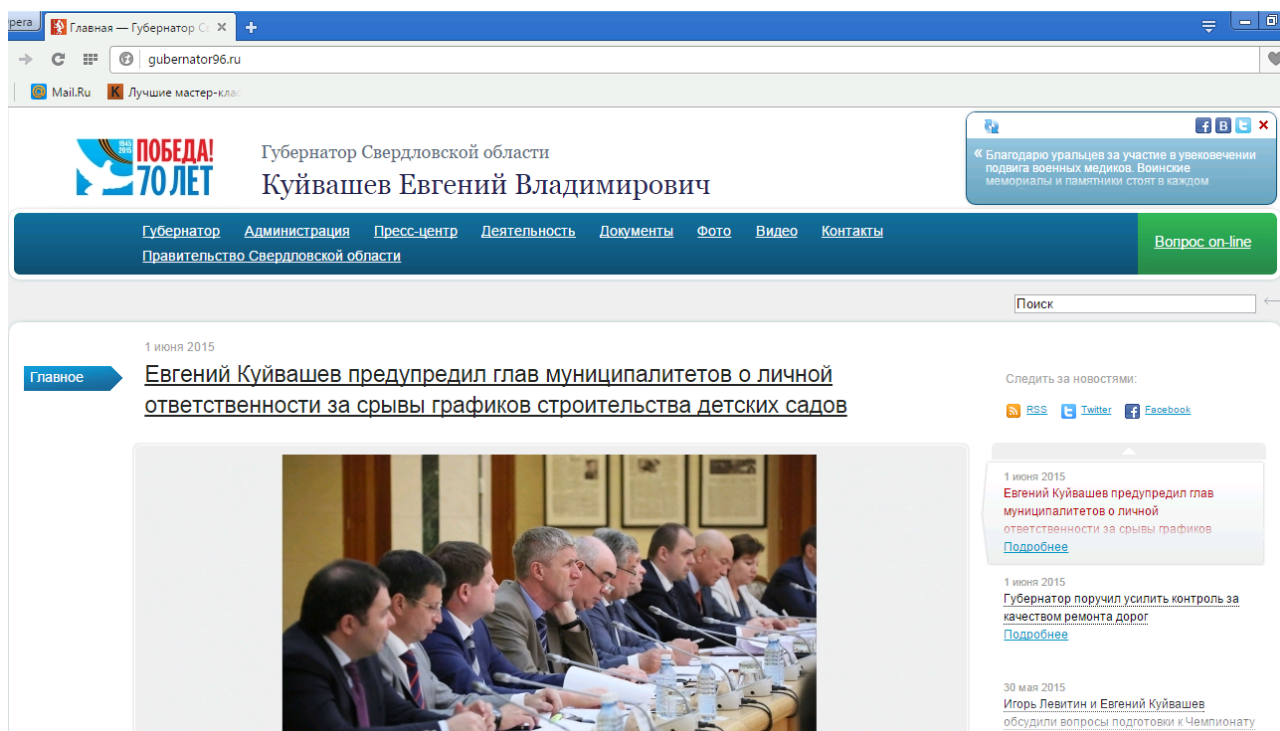 pera
Главная — Губернатор С
gubernator96.ru
Mail.Ru
Лучшие мастер-клас
1945
2015
ПОБЕДА!
70 ЛЕТ
Губернатор Свердловской области
Куйвашев Евгений Владимирович
« Благодарю уральцев за участие в увековечении
подвига военных медиков. Воинские
мемориалы и памятники стоят в каждом
Губернатор Администрация Пресс-центр Деятельность Документы Фото Видео Контакты
Правительство Свердловской области
Вопрос on-line
Поиск
1 июня 2015
Главное
Евгений Куйвашев предупредил глав муниципалитетов о личной
ответственности за срывы графиков строительства детских садов
Следить за новостями:
RSS Twitter Facebook
1 июня 2015
Евгений Куйвашев предупредил глав
муниципалитетов о личной
ответственности за срывы графиков
Подробнее
1 июня 2015
Губернатор поручил усилить контроль за
качеством ремонта дорог
Подробнее
30 мая 2015
Игорь Левитин и Евгений Куйвашев
обсудили вопросы подготовки к Чемпионату